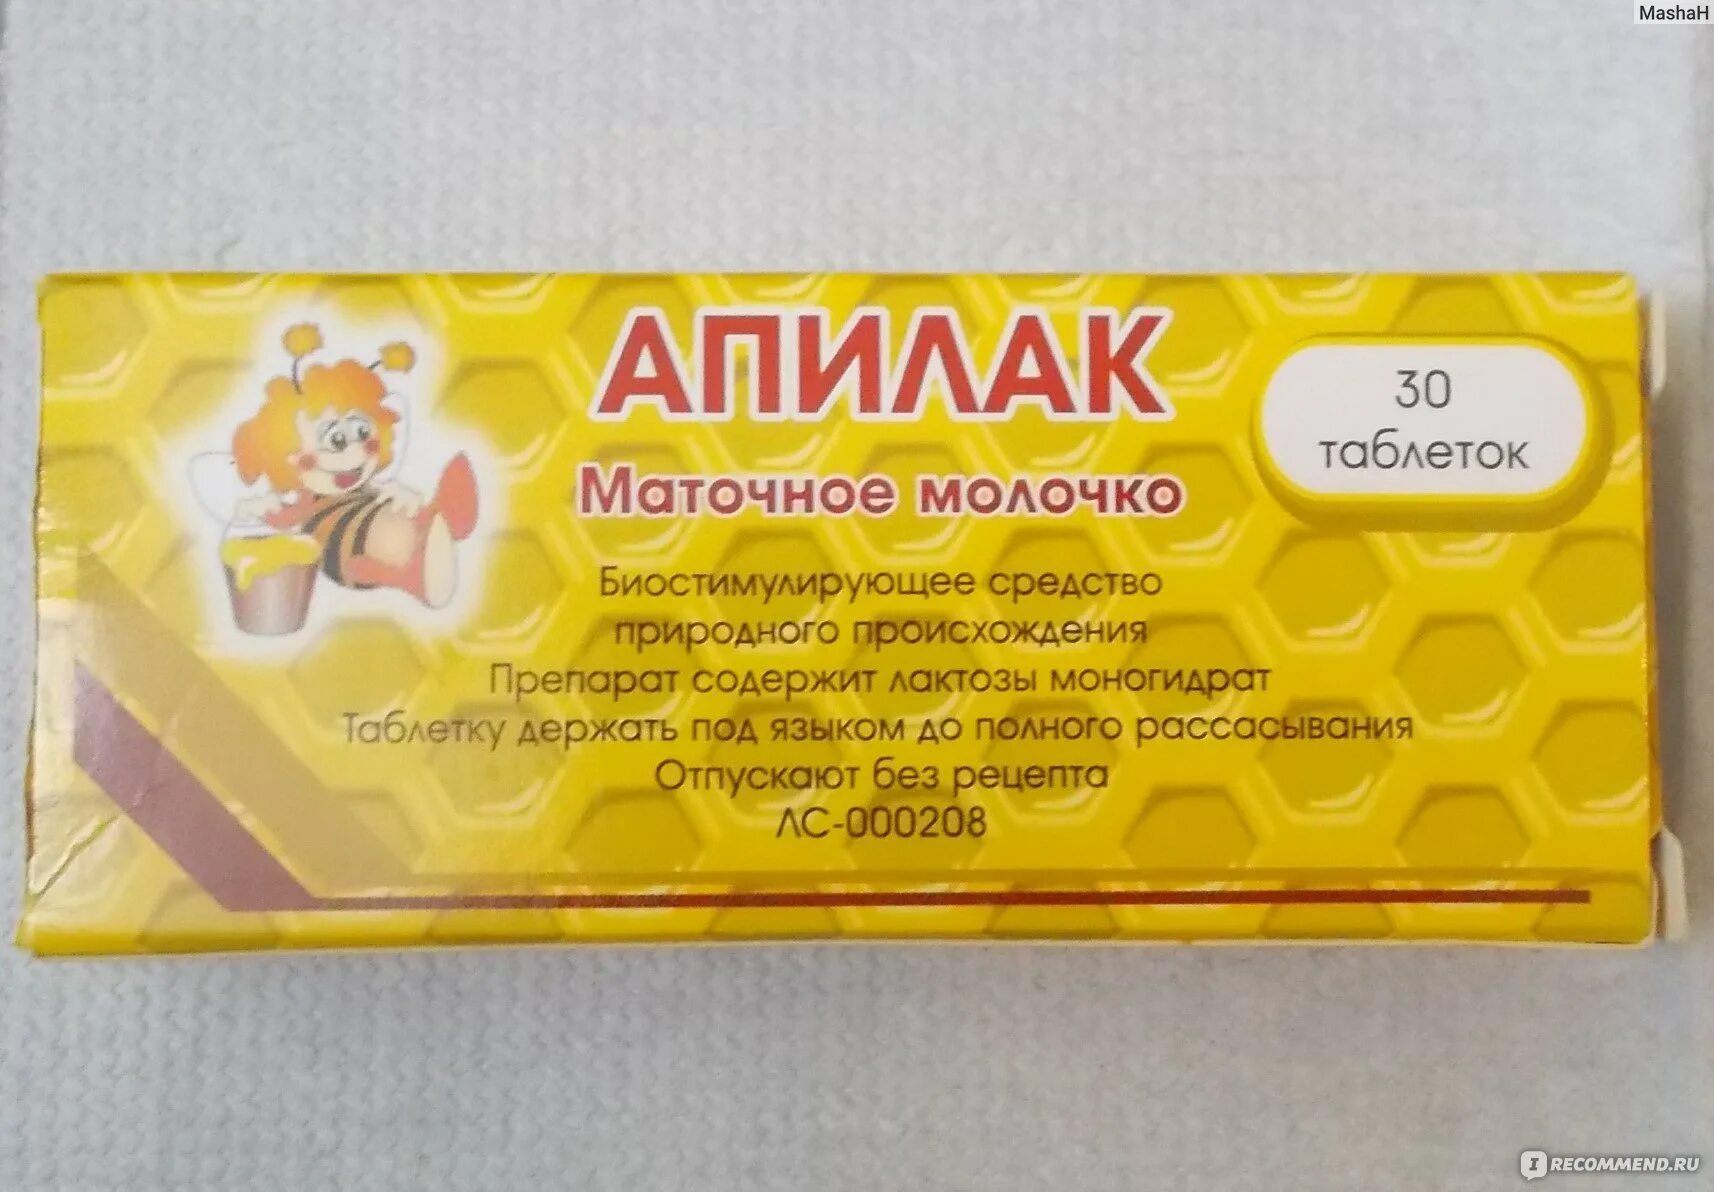 MashaH
АПИЛАК
30
таблеток
Маточное молочко
Биостимулирующее средство
природного происхождения
Препарат содержит лактозы моногидрат
Таблетку держать под языком до полного рассасывания
Отпускают без рецепта
ЛС-000208
IRECOMMEND.RU